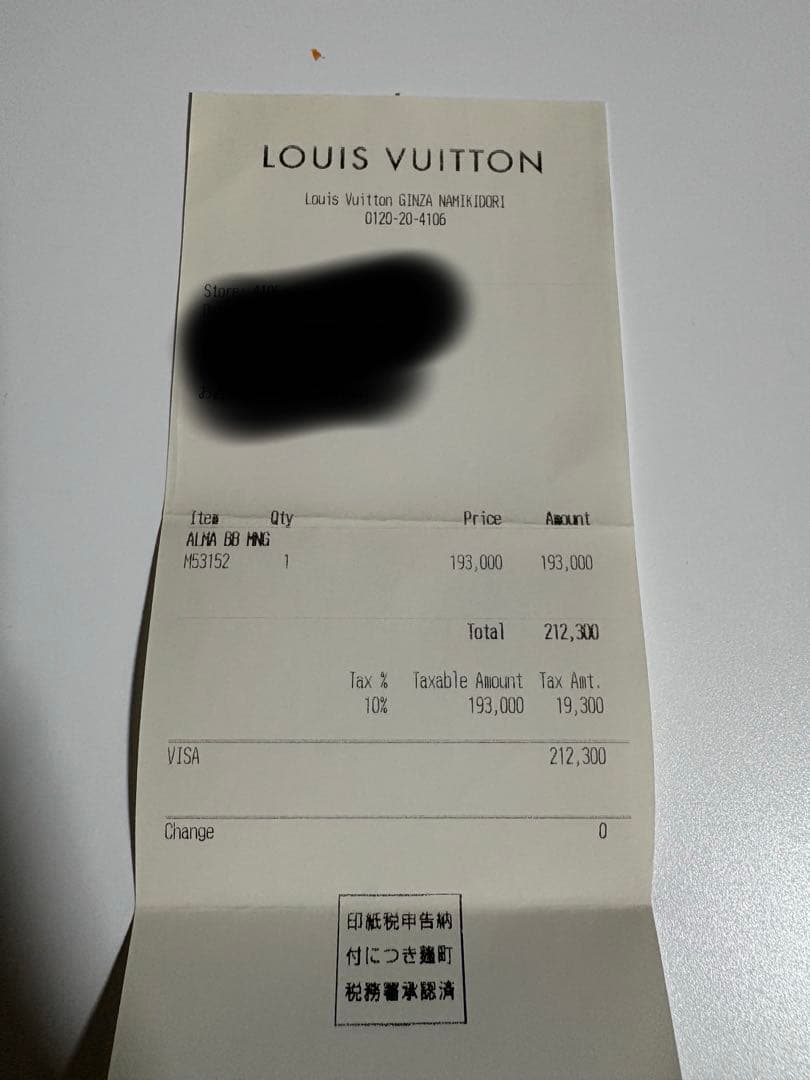 LOUIS VUITTON
Louis Vuitton GINZA NAMIKIDORI
0120-20-4106
Store:
Item Qty Price Amount
ALMA BB MNG
M53152 1 193,000 193,000
Total 212,300
Tax % Taxable Amount Tax Amt.
10% 193,000 19,300
VISA 212,300
Change 0
印紙税申告納
付につき麹町
税務署承認済